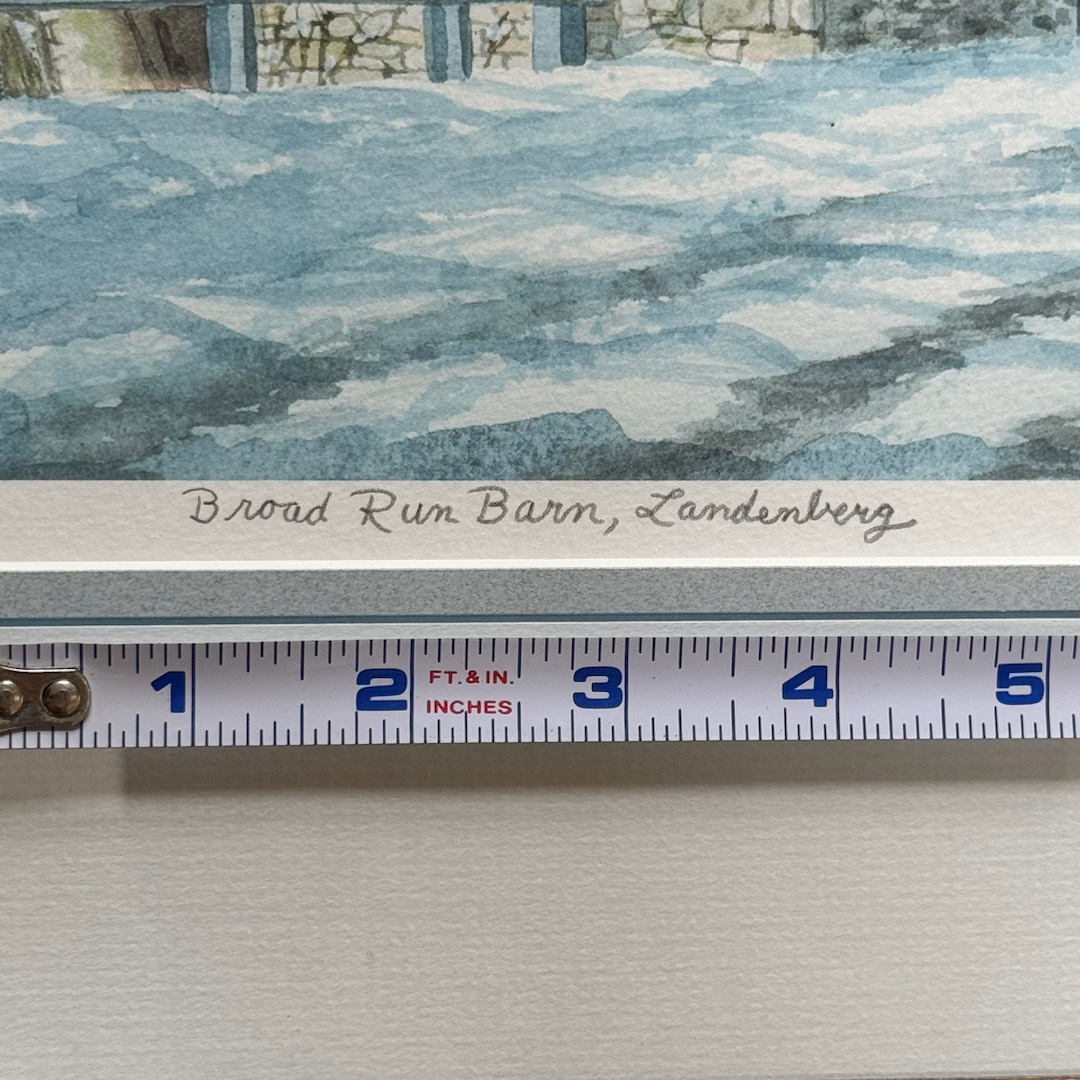 Broad Run Barn, Landenberg
1 2 FT. & IN. 3 4 5
INCHES